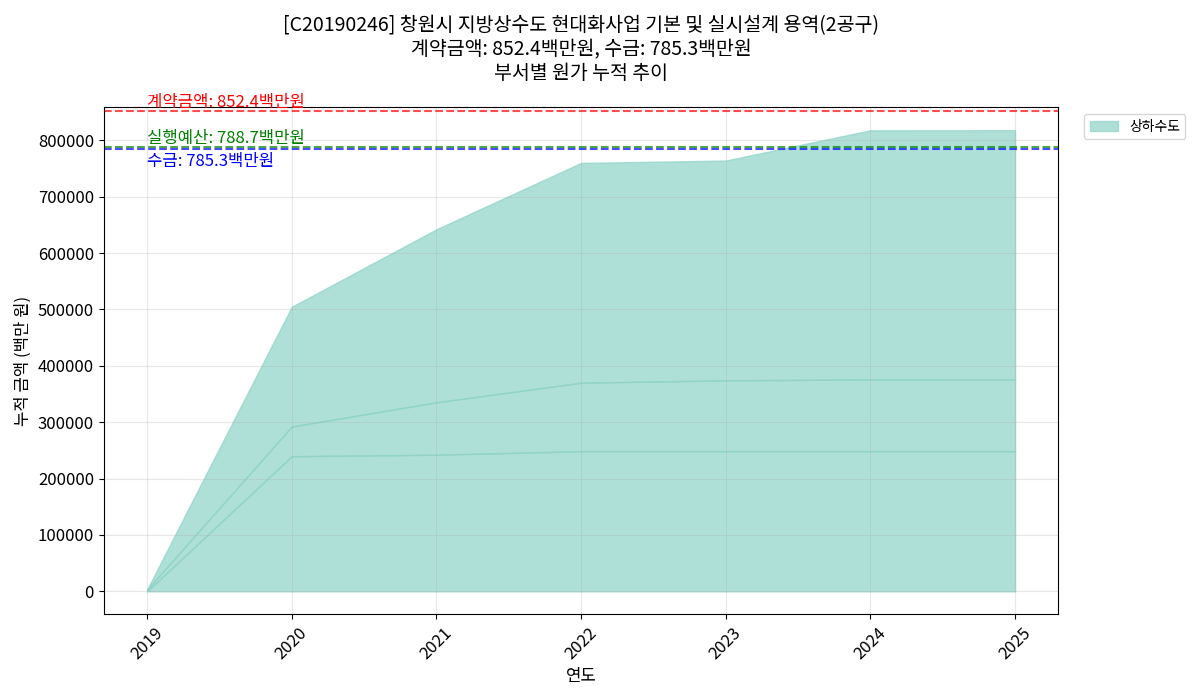 [C20190246] 창원시 지방상수도 현대화사업 기본 및 실시설계 용역(2공구)
계약금액: 852.4백만원, 수금: 785.3백만원
부서별 원가 누적 추이
계약금액: 852.4백만원
실행예산: 788.7백만원
수금: 785.3백만원
상하수도
800000
700000
600000
500000
400000
300000
200000
100000
0
누적 금액 (백만 원)
2019
2020
2021
2022
2023
2024
2025
연도